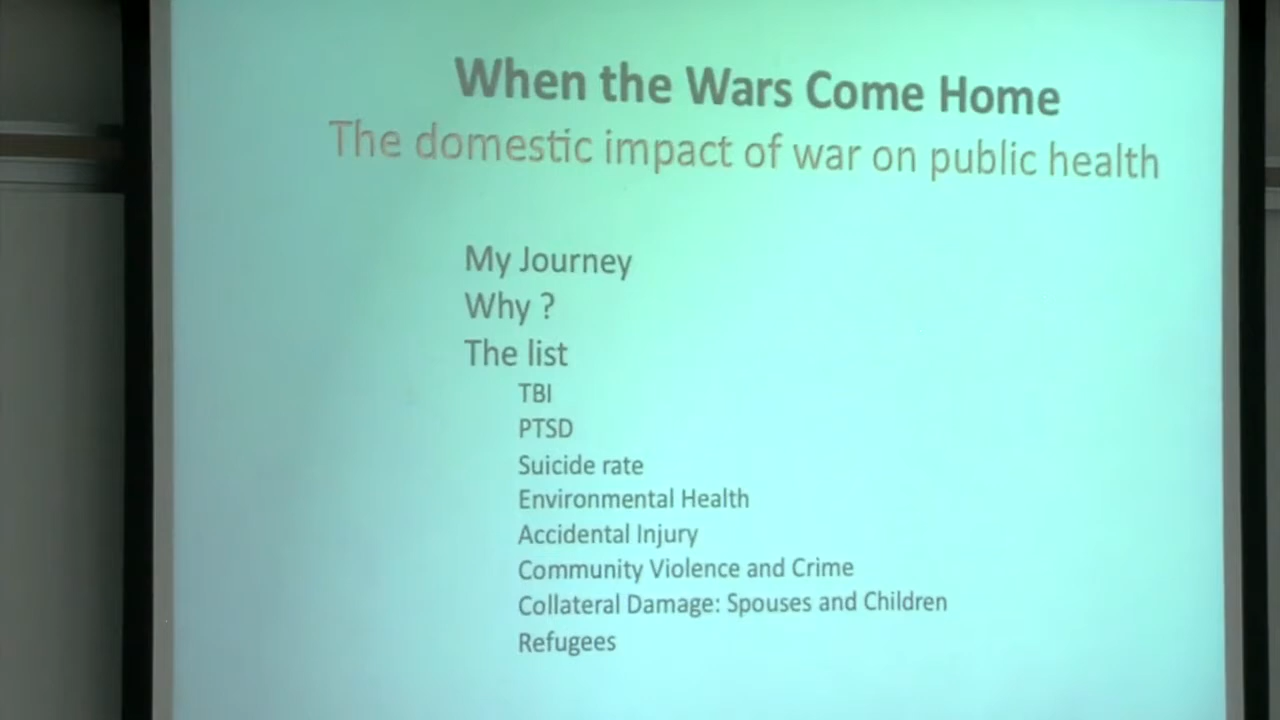 When the Wars Come Home
The domestic impact of war on public health
My Journey
Why ?
The list
TBI
PTSD
Suicide rate
Environmental Health
Accidental Injury
Community Violence and Crime
Collateral Damage: Spouses and Children
Refugees